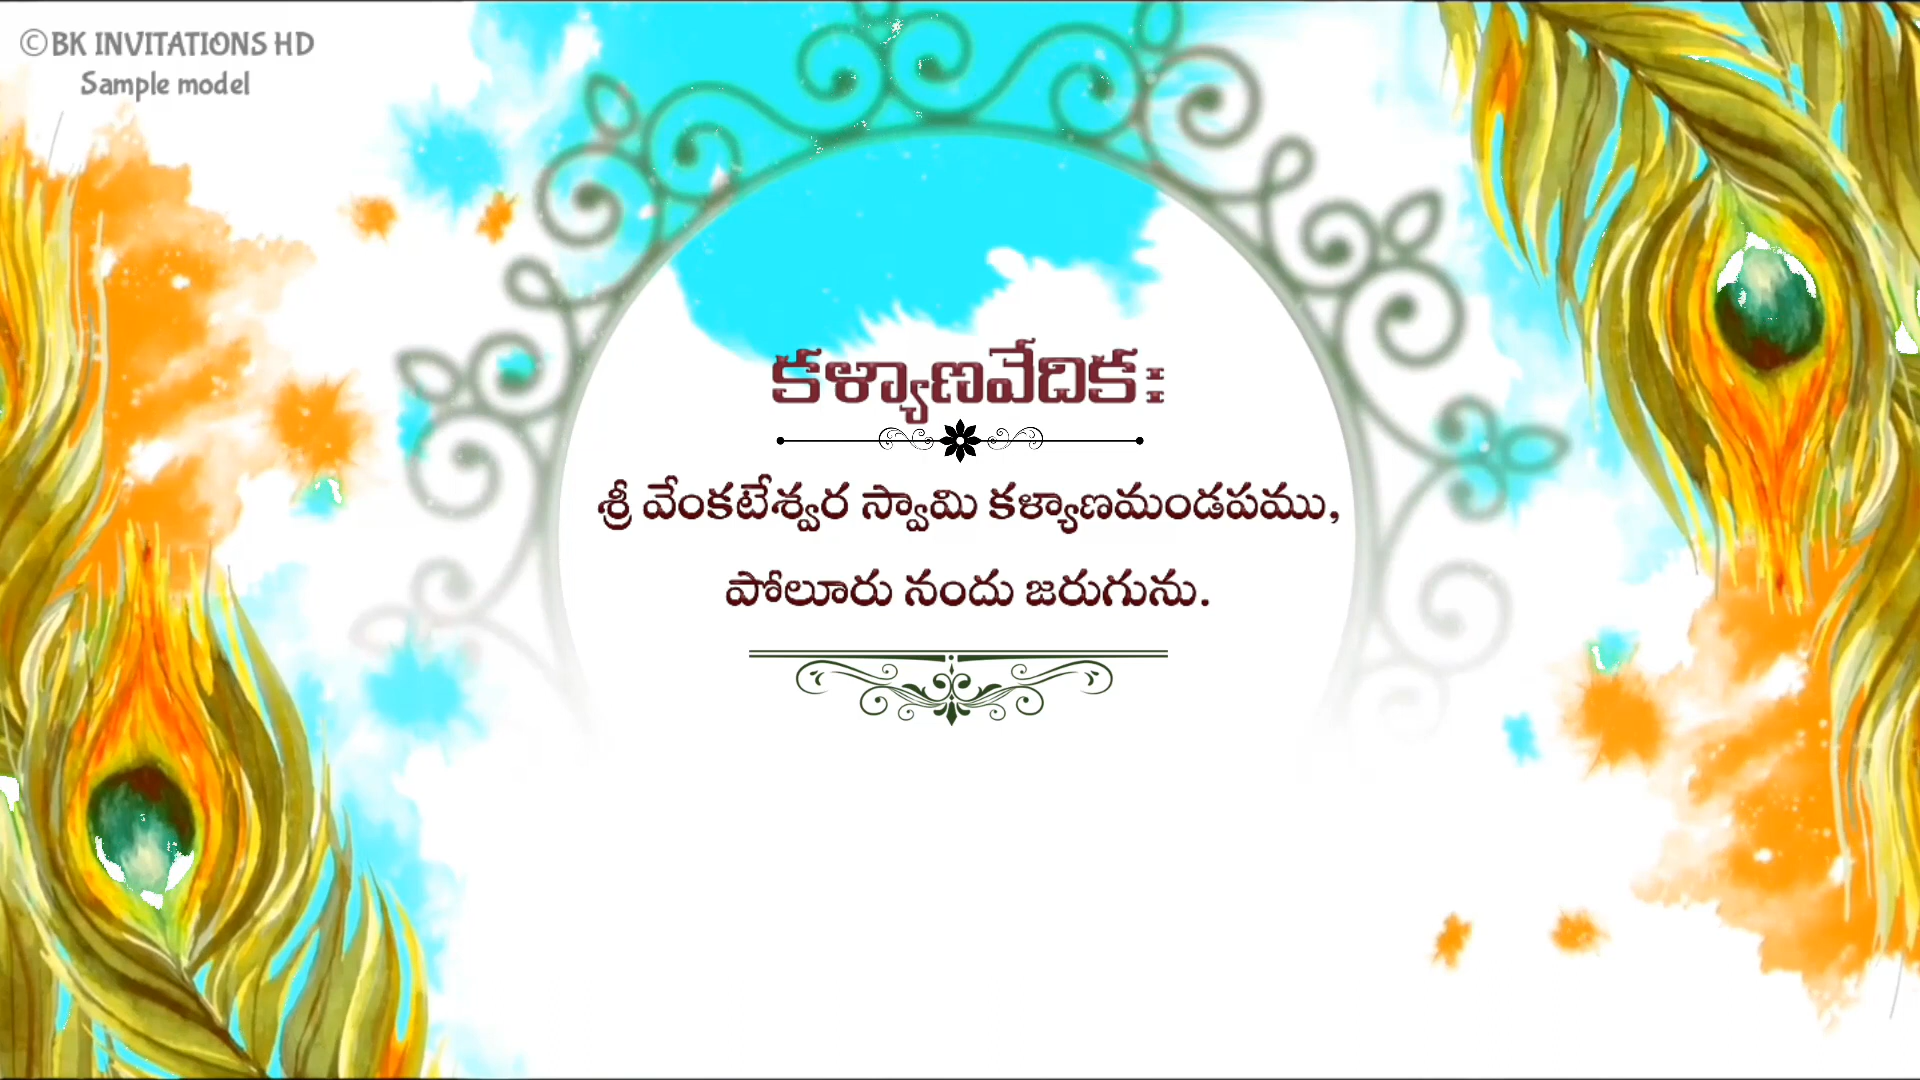 ©BK INVITATIONS HD
Sample model
కళ్యాణవేదిక:
శ్రీ వేంకటేశ్వర స్వామి కళ్యాణమండపము,
పోలూరు నందు జరుగును.